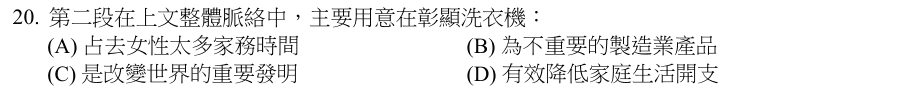 20. 第二段在上文整體脈絡中，主要用意在彰顯洗衣機：
(A) 占去女性太多家務時間 (B) 為不重要的製造業產品
(C) 是改變世界的重要發明 (D) 有效降低家庭生活開支